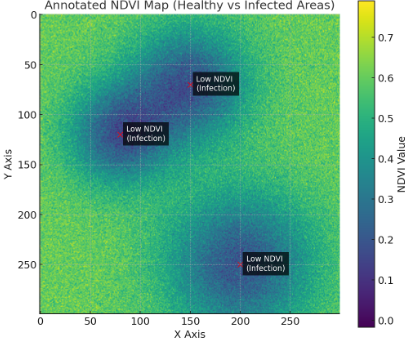 Annotated NDVI Map (Healthy vs Infected Areas)
0
50
100
150
200
250
Y Axis
0
50
100
150
200
250
X Axis
Low NDVI
(Infection)
Low NDVI
(Infection)
Low NDVI
(Infection)
0.7
0.6
0.5
0.4
0.3
0.2
0.1
0.0
NDVI Value